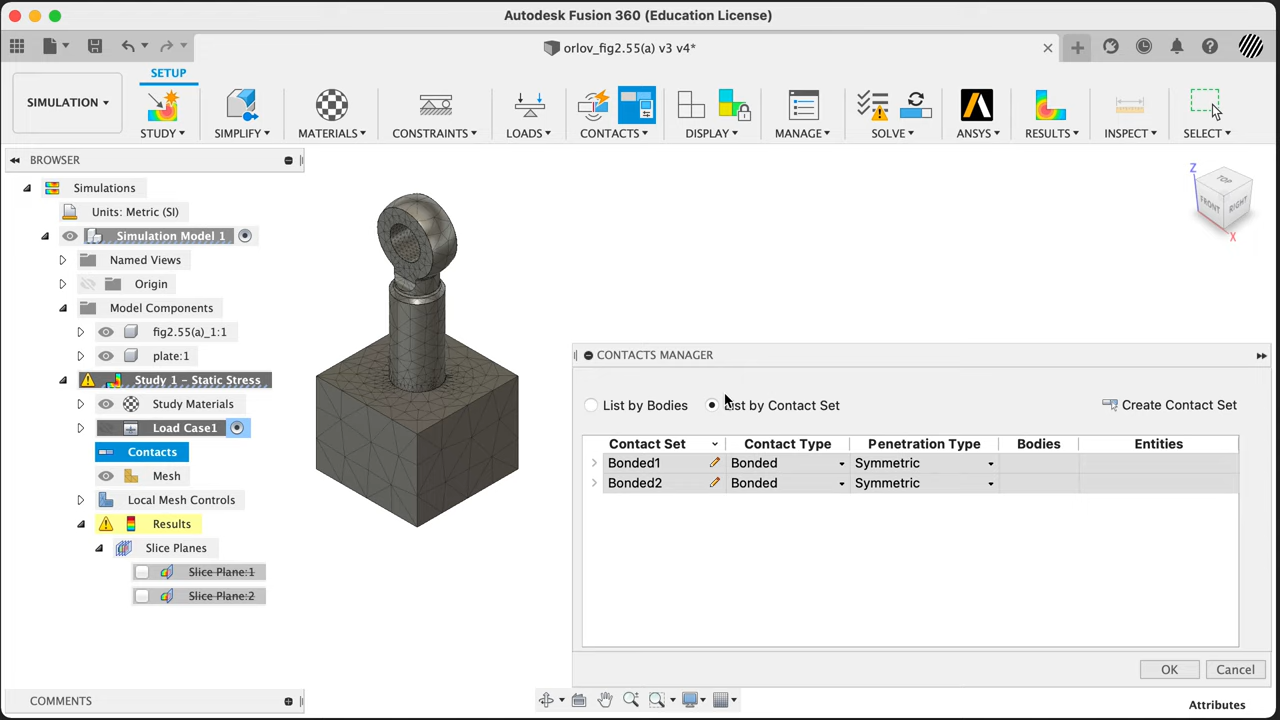 Autodesk Fusion 360 (Education License)
orlov_fig2.55(a) v3 v4*
SETUP
SIMULATION
STUDY
SIMPLIFY
MATERIALS
CONSTRAINTS
LOADS
CONTACTS
DISPLAY
MANAGE
SOLVE
ANSYS
RESULTS
INSPECT
SELECT
BROWSER
Simulations
Units: Metric (SI)
Simulation Model 1
Named Views
Origin
Model Components
fig2.55(a)_1:1
plate:1
Study 1 - Static Stress
Study Materials
Load Case1
Contacts
Mesh
Local Mesh Controls
Results
Slice Planes
Slice Plane:1
Slice Plane:2
COMMENTS
Z
TOP
FRONT
RIGHT
X
CONTACTS MANAGER
List by Bodies
List by Contact Set
Create Contact Set
Contact Set Contact Type Penetration Type Bodies Entities
Bonded1 Bonded Symmetric
Bonded2 Bonded Symmetric
OK
Cancel
Attributes